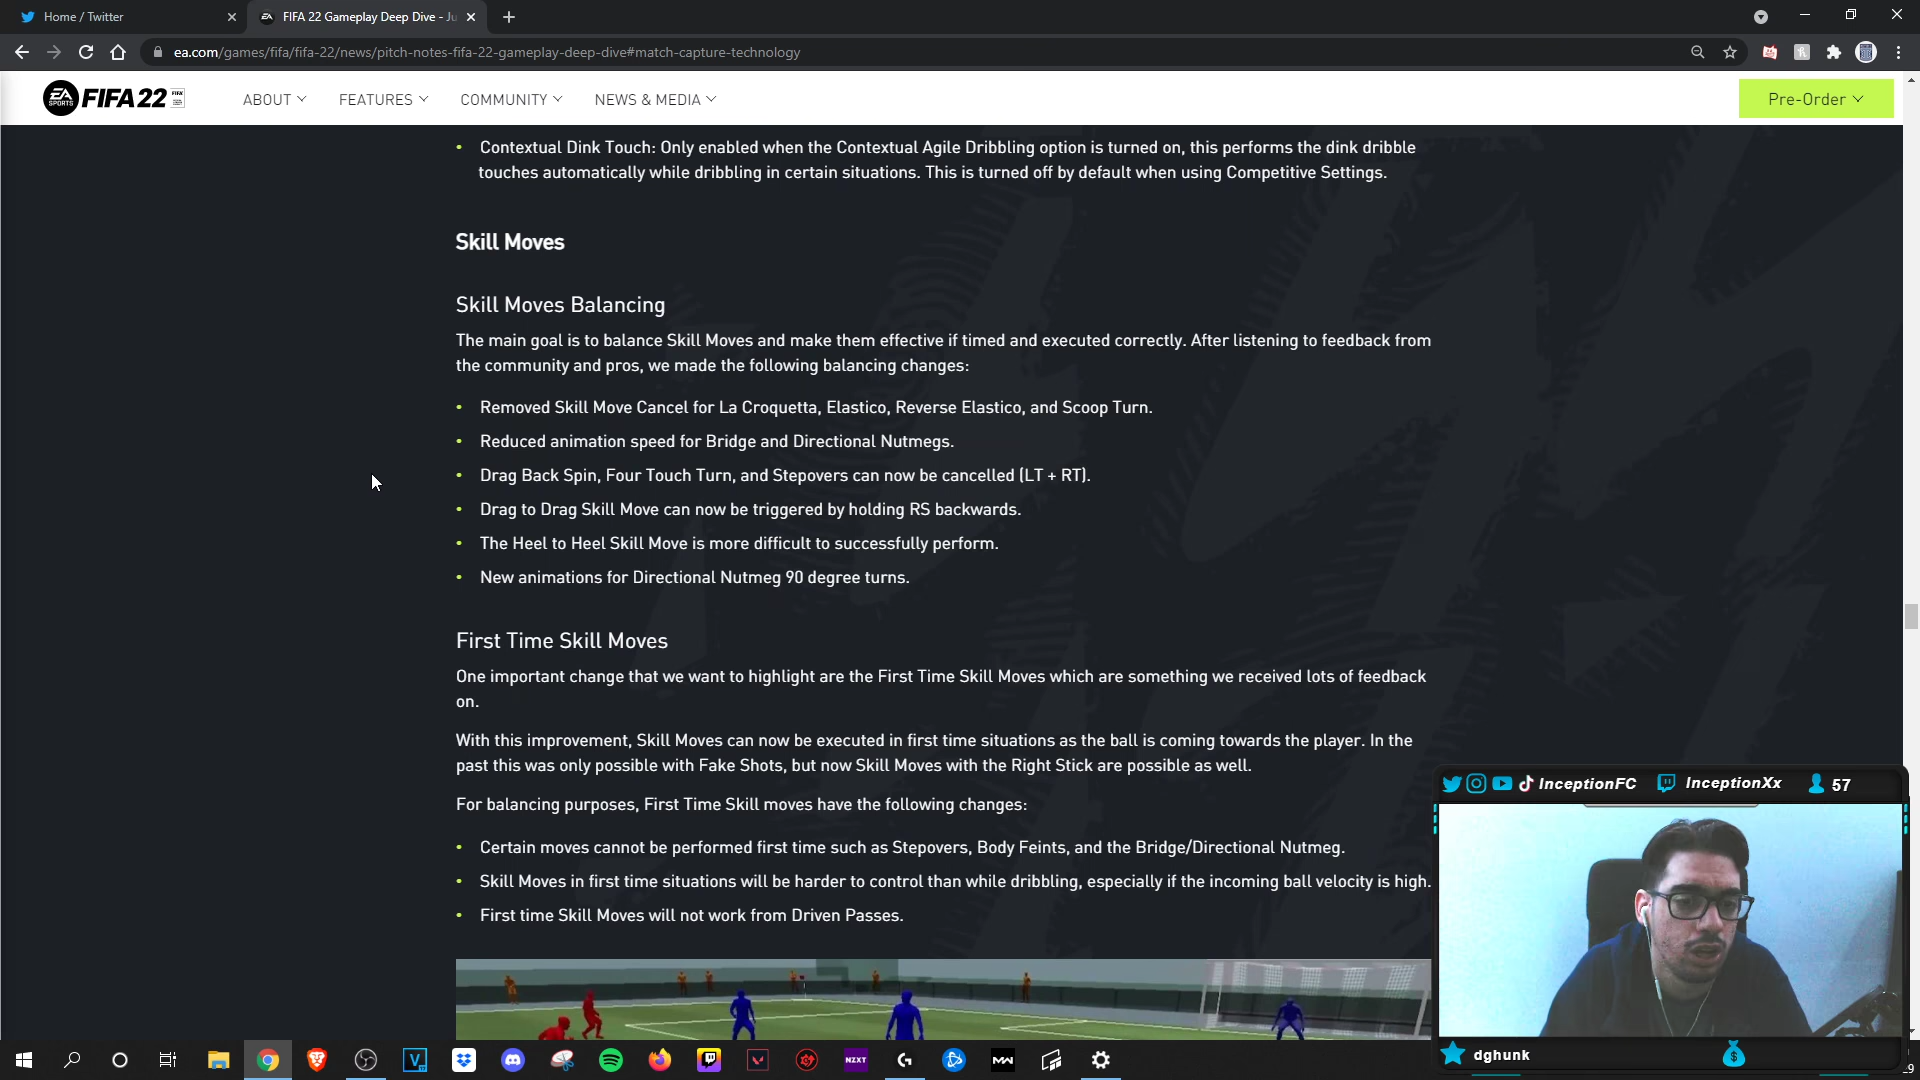 Home / Twitter
FIFA 22 Gameplay Deep Dive - Ju
ea.com/games/fifa/fifa-22/news/pitch-notes-fifa-22-gameplay-deep-dive#match-capture-technology
EA SPORTS FIFA 22
ABOUT
FEATURES
COMMUNITY
NEWS & MEDIA
Pre-Order
• Contextual Dink Touch: Only enabled when the Contextual Agile Dribbling option is turned on, this performs the dink dribble
touches automatically while dribbling in certain situations. This is turned off by default when using Competitive Settings.
Skill Moves
Skill Moves Balancing
The main goal is to balance Skill Moves and make them effective if timed and executed correctly. After listening to feedback from
the community and pros, we made the following balancing changes:
• Removed Skill Move Cancel for La Croquetta, Elastico, Reverse Elastico, and Scoop Turn.
• Reduced animation speed for Bridge and Directional Nutmegs.
• Drag Back Spin, Four Touch Turn, and Stepovers can now be cancelled (LT + RT).
• Drag to Drag Skill Move can now be triggered by holding RS backwards.
• The Heel to Heel Skill Move is more difficult to successfully perform.
• New animations for Directional Nutmeg 90 degree turns.
First Time Skill Moves
One important change that we want to highlight are the First Time Skill Moves which are something we received lots of feedback
on.
With this improvement, Skill Moves can now be executed in first time situations as the ball is coming towards the player. In the
past this was only possible with Fake Shots, but now Skill Moves with the Right Stick are possible as well.
For balancing purposes, First Time Skill moves have the following changes:
• Certain moves cannot be performed first time such as Stepovers, Body Feints, and the Bridge/Directional Nutmeg.
• Skill Moves in first time situations will be harder to control than while dribbling, especially if the incoming ball velocity is high.
• First time Skill Moves will not work from Driven Passes.
InceptionFC
InceptionXx
57
dghunk
NZXT
MW